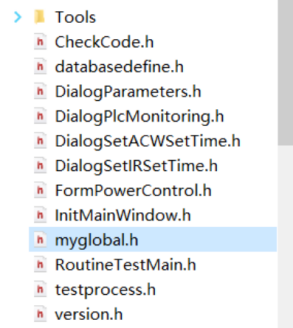 Tools
CheckCode.h
databasedefine.h
DialogParameters.h
DialogPlcMonitoring.h
DialogSetACWSetTime.h
DialogSetIRSetTime.h
FormPowerControl.h
InitMainWindow.h
myglobal.h
RoutineTestMain.h
testprocess.h
version.h